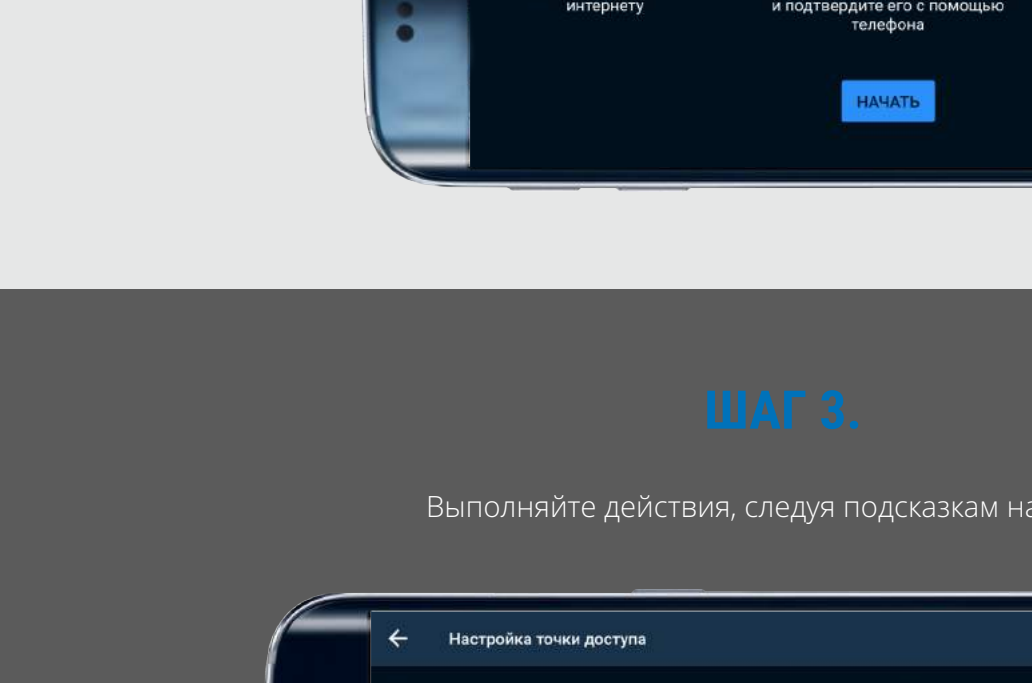 интернету
и подтвердите его с помощью
телефона
НАЧАТЬ
ШАГ 3.
Выполняйте действия, следуя подсказкам на
Настройка точки доступа